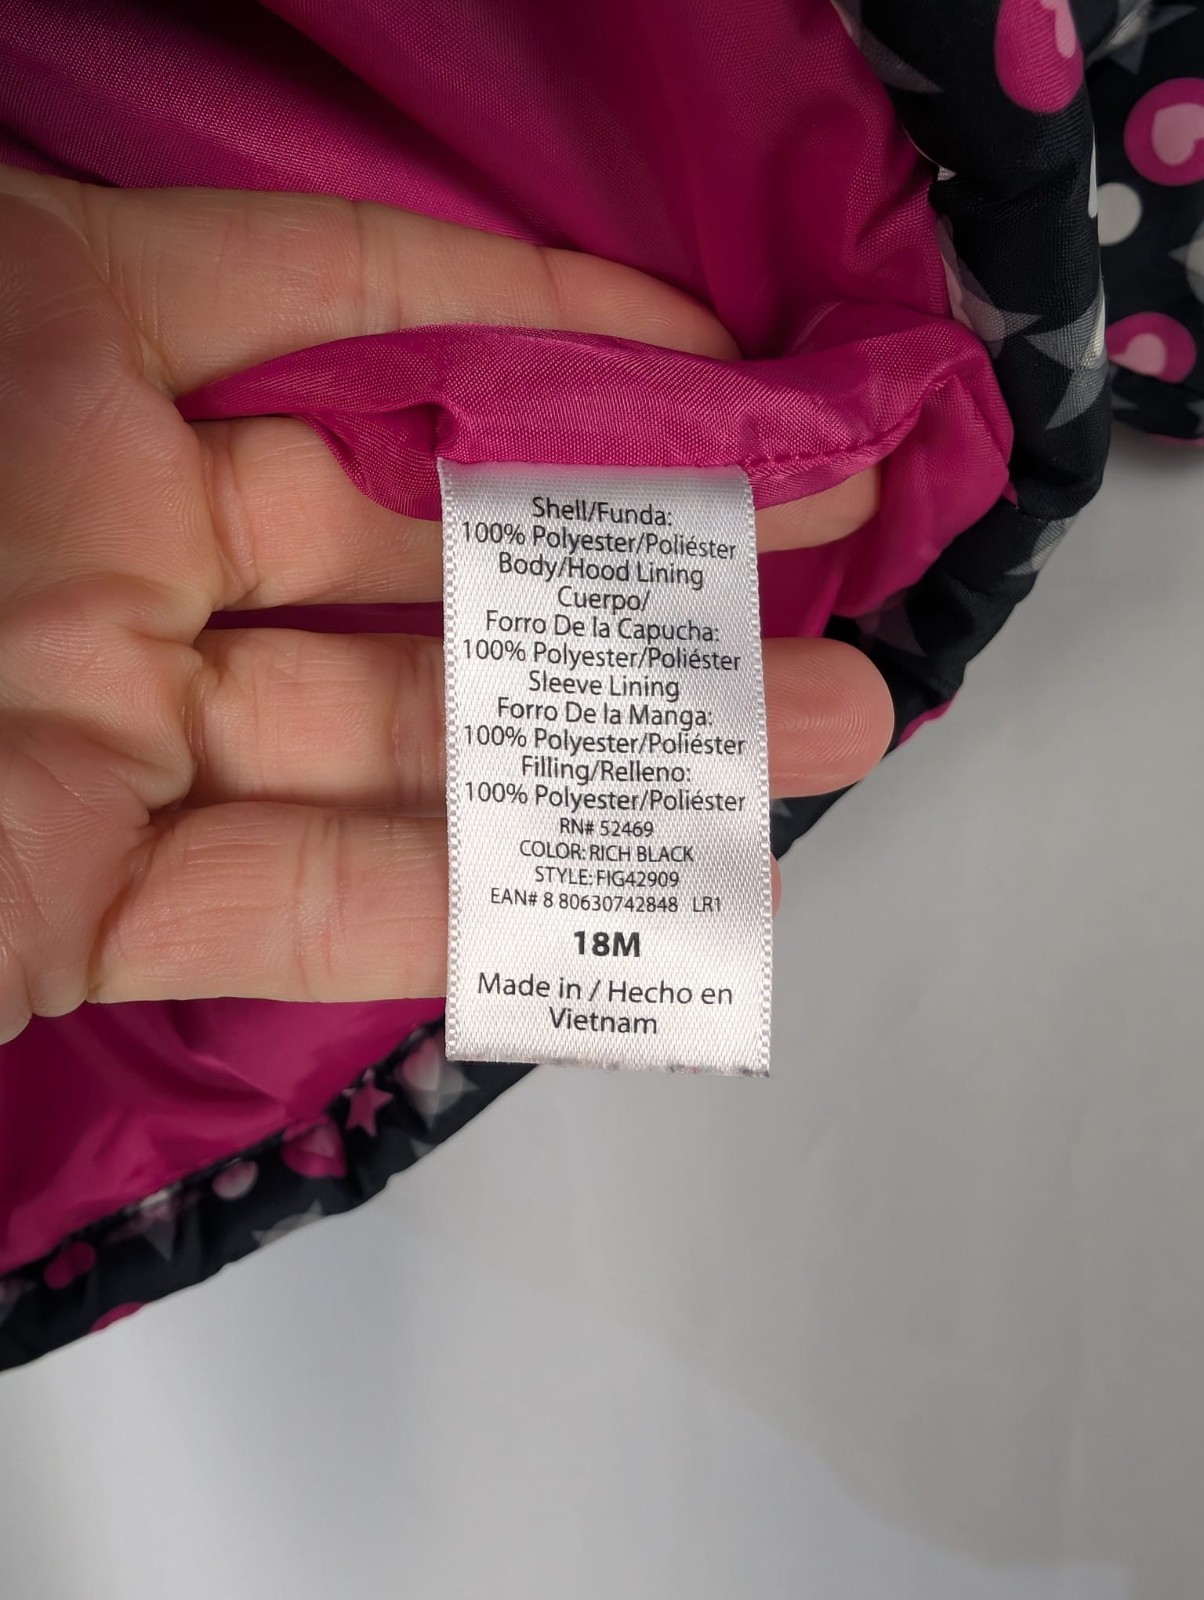 Shell/Funda:
100% Polyester/Poliéster
Body/Hood Lining
Cuerpo/
Forro De la Capucha:
100% Polyester/Poliéster
Sleeve Lining
Forro De la Manga:
100% Polyester/Poliéster
Filling/Relleno:
100% Polyester/Poliéster
RN# 52469
COLOR: RICH BLACK
STYLE:FIG42909
EAN# 8 80630742848 LR1
18M
Made in / Hecho en
Vietnam